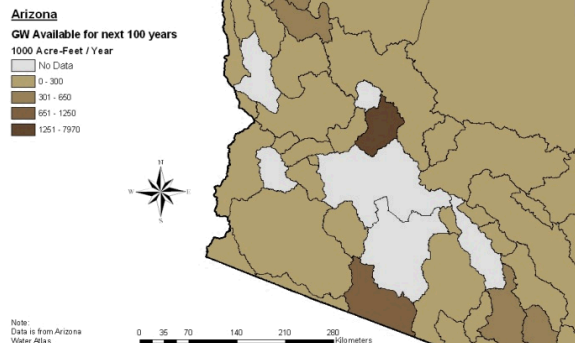 Arizona
GW Available for next 100 years
1000 Acre-Feet / Year
No Data
0 - 300
301 - 650
651 - 1250
1251 - 7970
N
W E
S
Note:
Data is from Arizona
Water Atlas
0 35 70 140 210 280
Kilometers